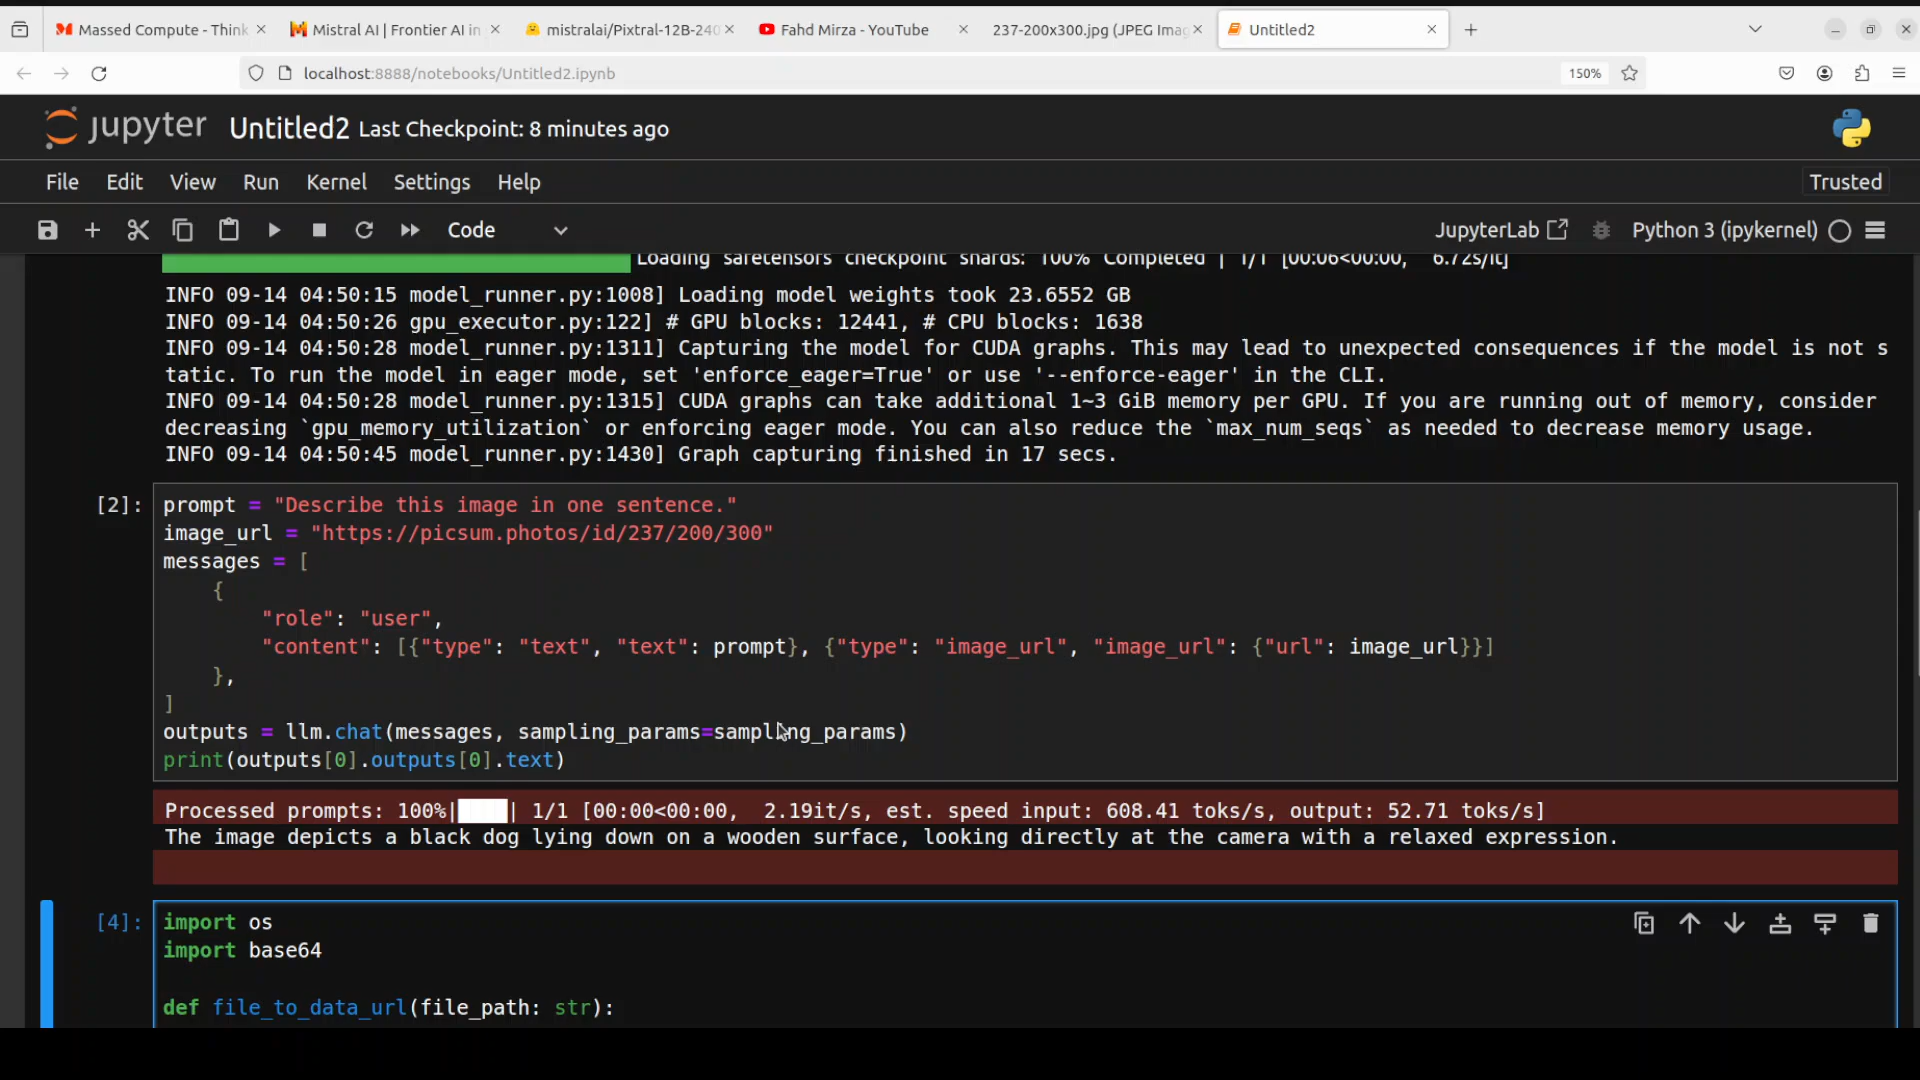 Massed Compute - Think
Mistral AI | Frontier AI in
mistralai/Pixtral-12B-240
Fahd Mirza - YouTube
237-200x300.jpg (JPEG Imag
Untitled2
localhost:8888/notebooks/Untitled2.ipynb
150%
jupyter Untitled2 Last Checkpoint: 8 minutes ago
File Edit View Run Kernel Settings Help Trusted
Code JupyterLab Python 3 (ipykernel)
Loading safetensors checkpoint shards: 100% Completed | 1/1 [00:06<00:00, 6.72s/it]
INFO 09-14 04:50:15 model_runner.py:1008] Loading model weights took 23.6552 GB
INFO 09-14 04:50:26 gpu_executor.py:122] # GPU blocks: 12441, # CPU blocks: 1638
INFO 09-14 04:50:28 model_runner.py:1311] Capturing the model for CUDA graphs. This may lead to unexpected consequences if the model is not s
tatic. To run the model in eager mode, set 'enforce_eager=True' or use '--enforce-eager' in the CLI.
INFO 09-14 04:50:28 model_runner.py:1315] CUDA graphs can take additional 1~3 GiB memory per GPU. If you are running out of memory, consider
decreasing `gpu_memory_utilization` or enforcing eager mode. You can also reduce the `max_num_seqs` as needed to decrease memory usage.
INFO 09-14 04:50:45 model_runner.py:1430] Graph capturing finished in 17 secs.
[2]: prompt = "Describe this image in one sentence."
image_url = "https://picsum.photos/id/237/200/300"
messages = [
{
"role": "user",
"content": [{"type": "text", "text": prompt}, {"type": "image_url", "image_url": {"url": image_url}}]
},
]
outputs = llm.chat(messages, sampling_params=sampling_params)
print(outputs[0].outputs[0].text)
Processed prompts: 100%|████| 1/1 [00:00<00:00, 2.19it/s, est. speed input: 608.41 toks/s, output: 52.71 toks/s]
The image depicts a black dog lying down on a wooden surface, looking directly at the camera with a relaxed expression.
[4]: import os
import base64
def file_to_data_url(file_path: str):